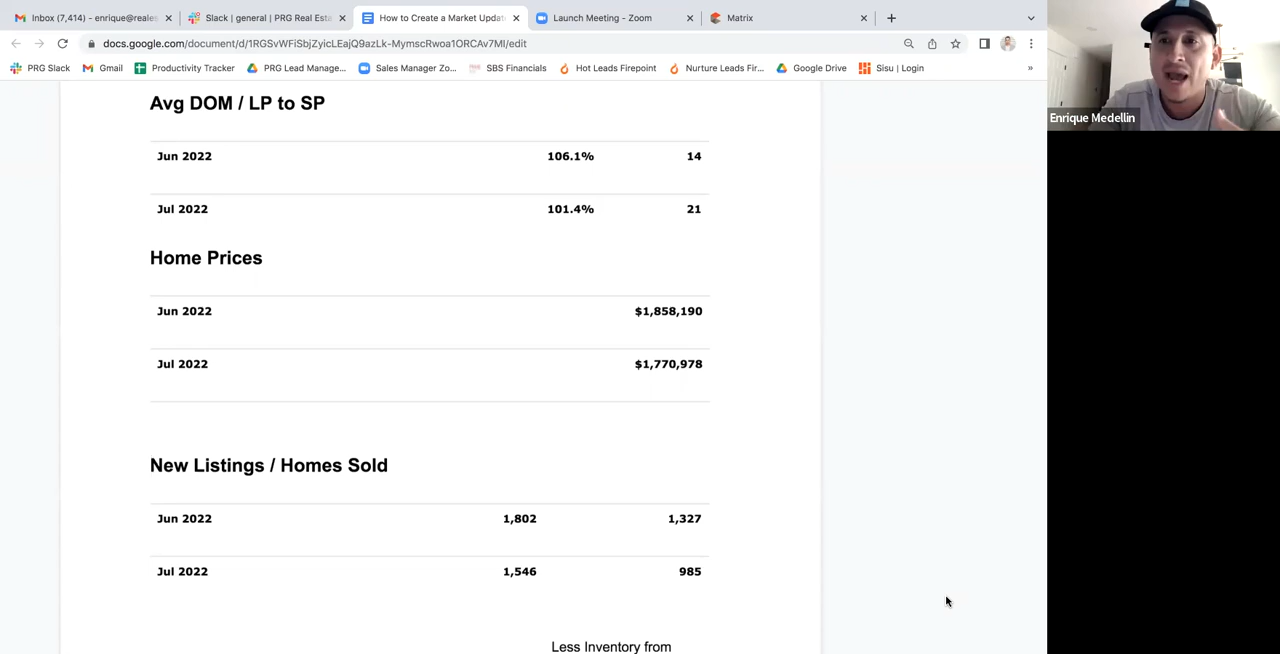 Inbox (7,414) - enrique@reales
Slack | general | PRG Real Esta
How to Create a Market Updat
Launch Meeting - Zoom
Matrix
docs.google.com/document/d/1RGSvWFiSbjZyicLEajQ9azLk-MymscRwoa1ORCAv7MI/edit
PRG Slack
Gmail
Productivity Tracker
PRG Lead Manage...
Sales Manager Zo...
SBS Financials
Hot Leads Firepoint
Nurture Leads Fir...
Google Drive
Sisu | Login
»
Enrique Medellin
Avg DOM / LP to SP
Jun 2022 106.1% 14
Jul 2022 101.4% 21
Home Prices
Jun 2022 $1,858,190
Jul 2022 $1,770,978
New Listings / Homes Sold
Jun 2022 1,802 1,327
Jul 2022 1,546 985
Less Inventory from